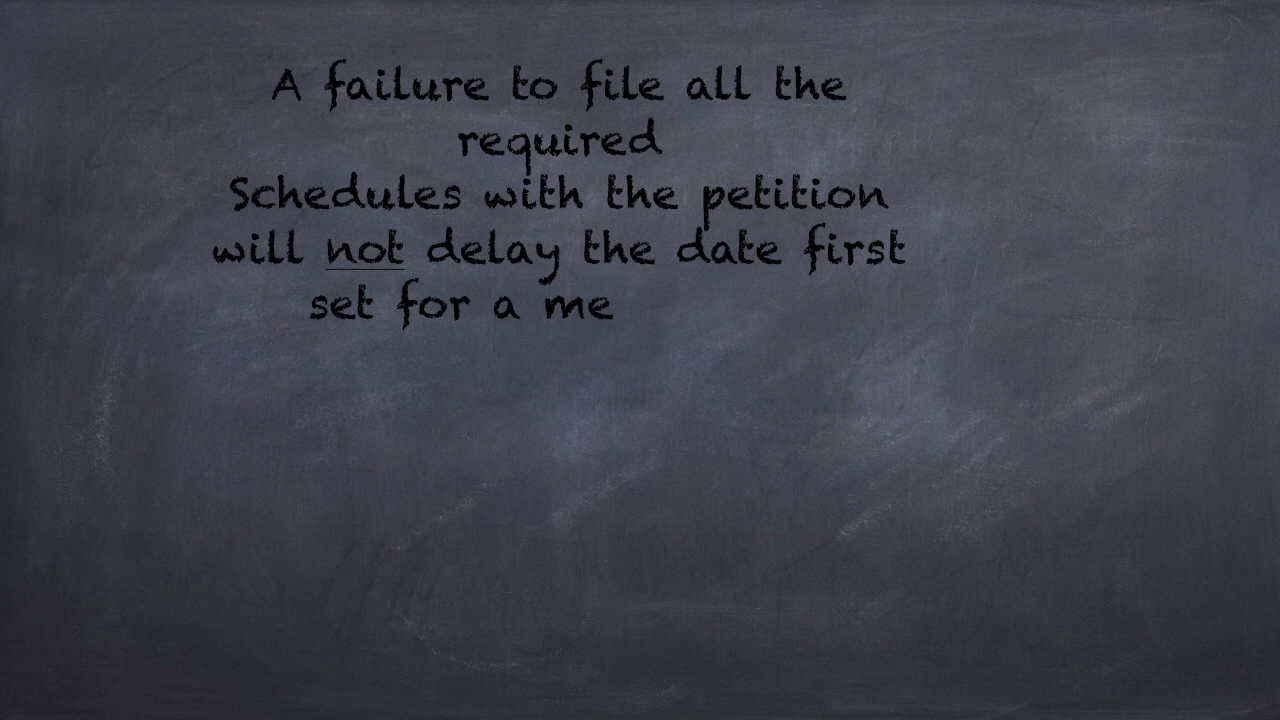 A failure to file all the
required
Schedules with the petition
will not delay the date first
set for a me